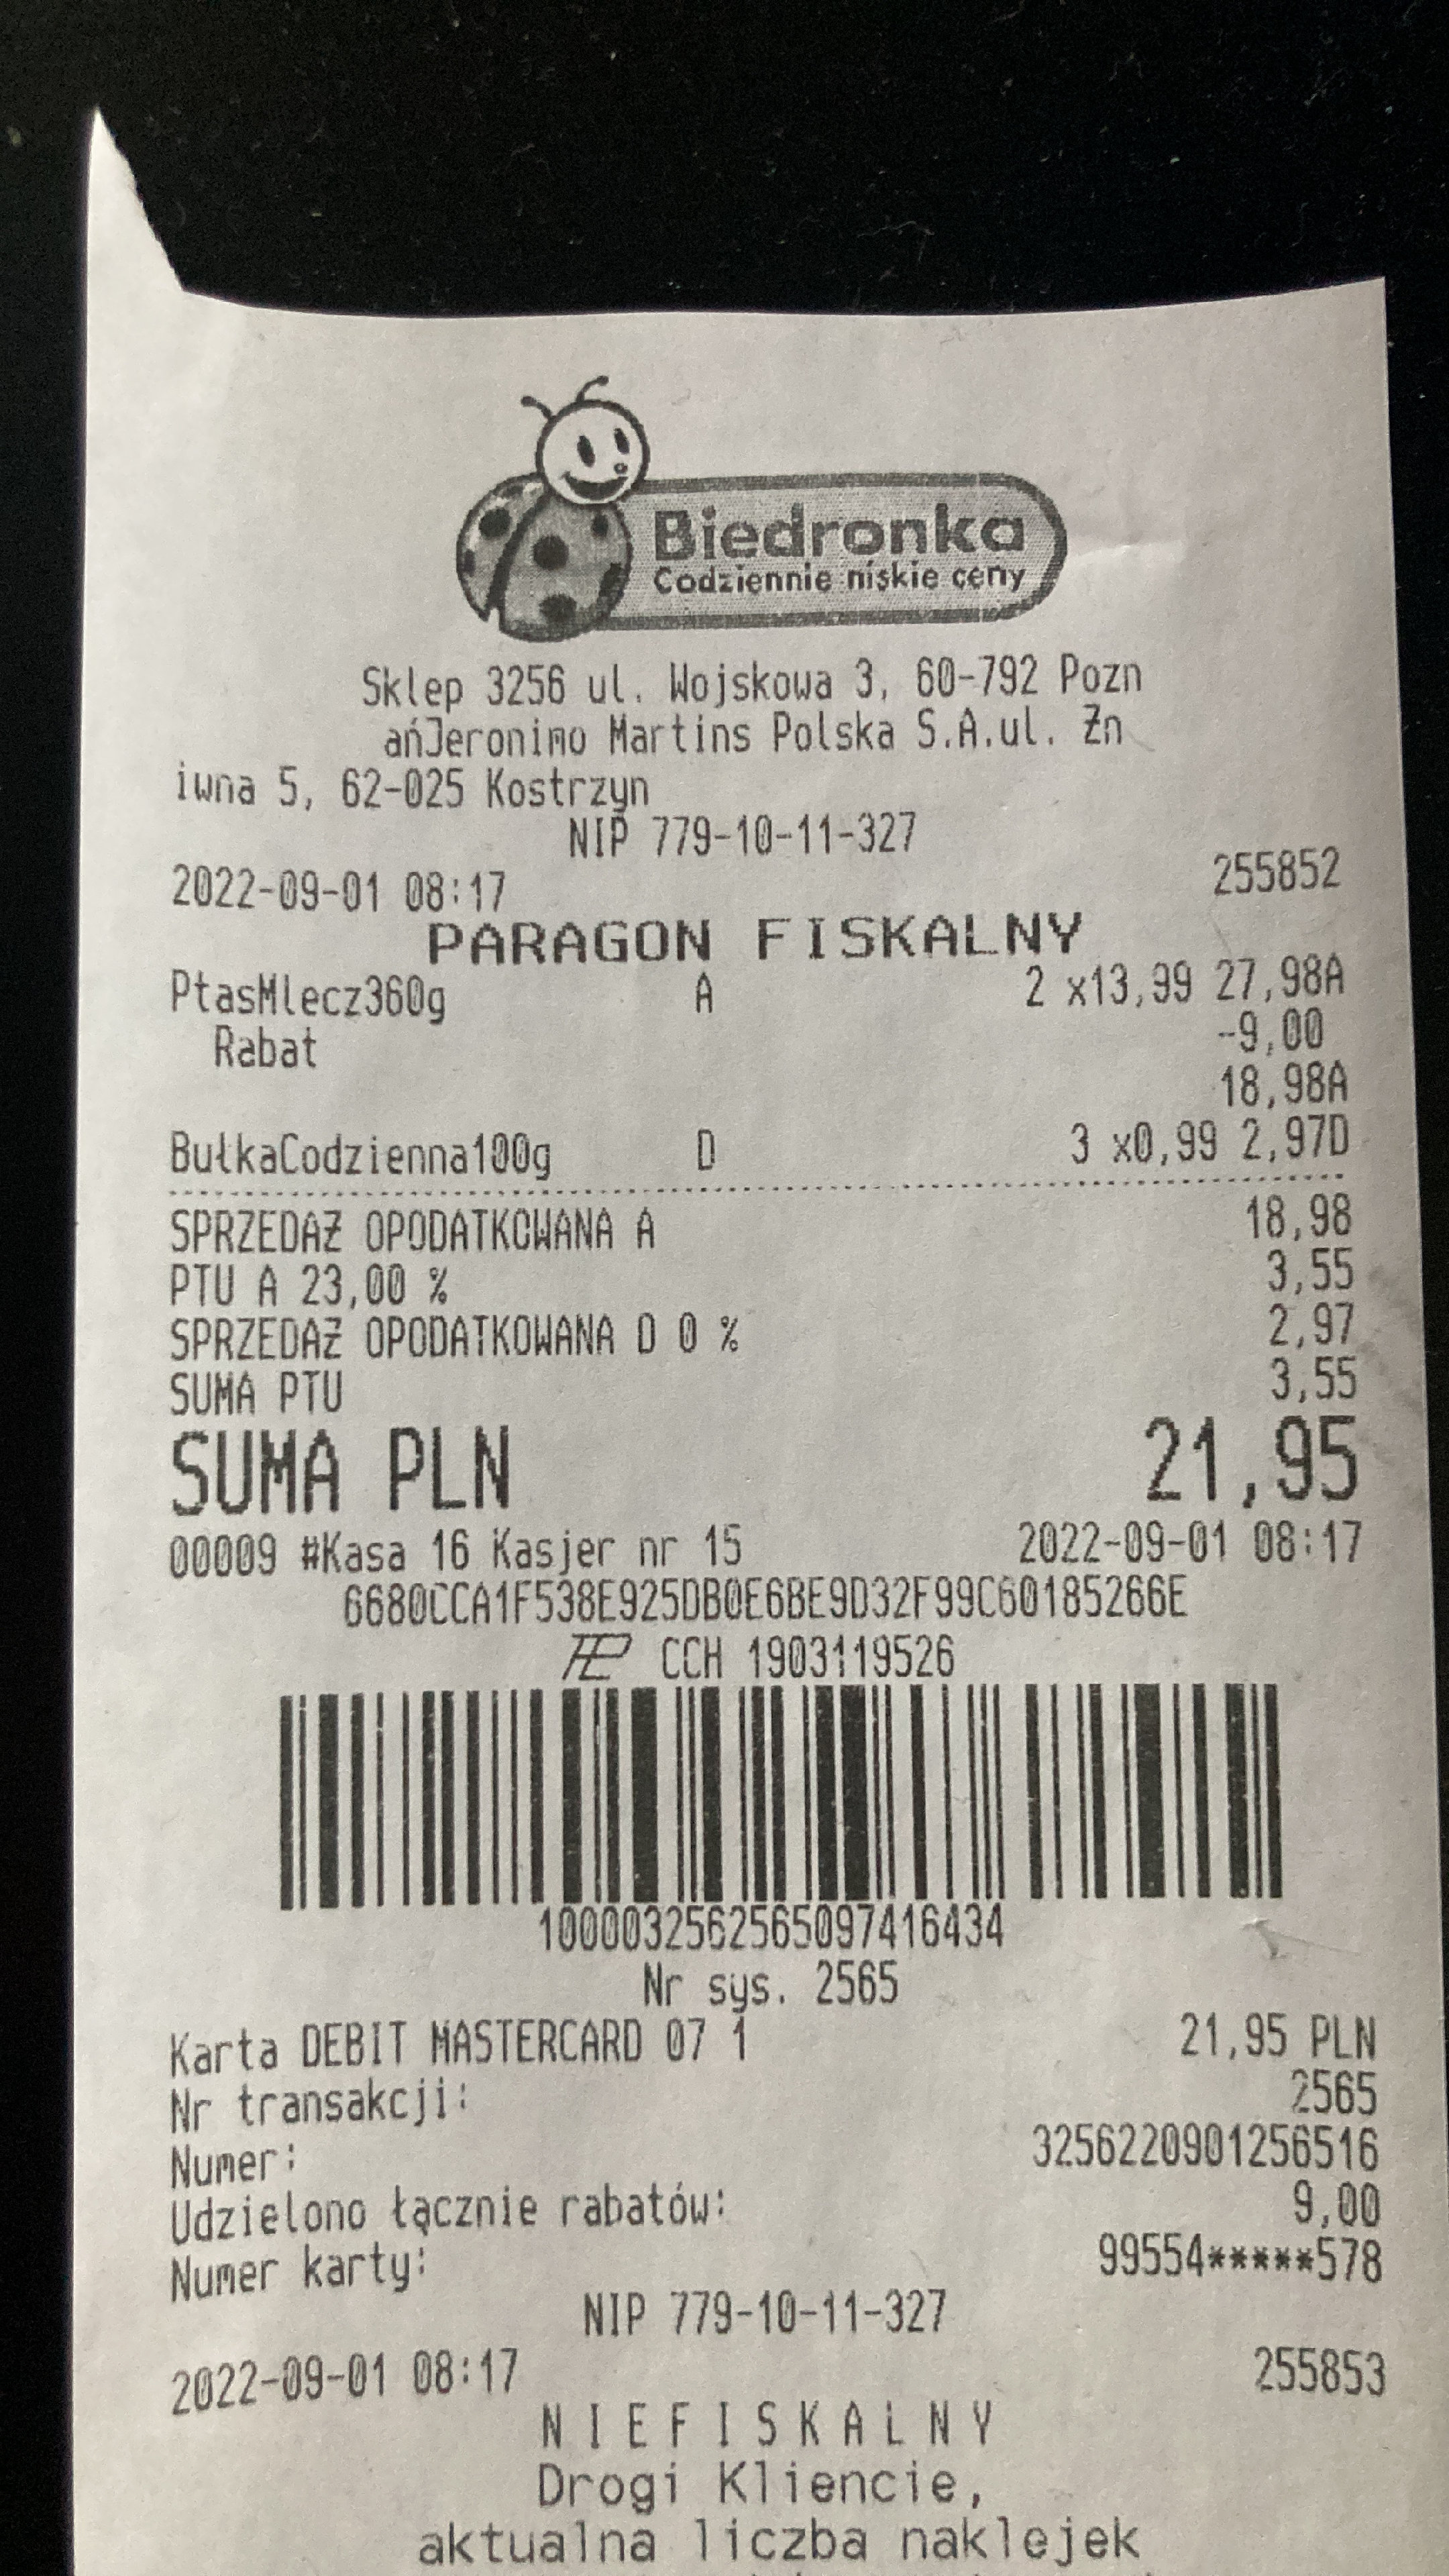 Biedronka
Codziennie niskie ceny
Sklep 3256 ul. Wojskowa 3, 60-792 Pozn
ańJeronimo Martins Polska S.A.ul. Żn
iwna 5, 62-025 Kostrzyn
NIP 779-10-11-327
2022-09-01 08:17 255852
PARAGON FISKALNY
PtasMlecz360g A 2 x13,99 27,98A
Rabat -9,00
18,98A
BułkaCodzienna100g D 3 x0,99 2,97D
SPRZEDAŻ OPODATKOWANA A 18,98
PTU A 23,00 % 3,55
SPRZEDAŻ OPODATKOWANA D 0 % 2,97
SUMA PTU 3,55
SUMA PLN 21,95
00009 #Kasa 16 Kasjer nr 15 2022-09-01 08:17
6680CCA1F538E925DB0E6BE9D32F99C60185266E
CCH 1903119526
1000032562565097416434
Nr sys. 2565
Karta DEBIT MASTERCARD 07 1 21,95 PLN
Nr transakcji: 2565
Numer: 3256220901256516
Udzielono łącznie rabatów: 9,00
Numer karty: 99554*****578
NIP 779-10-11-327
2022-09-01 08:17 255853
NIEFISKALNY
Drogi Kliencie,
aktualna liczba naklejek